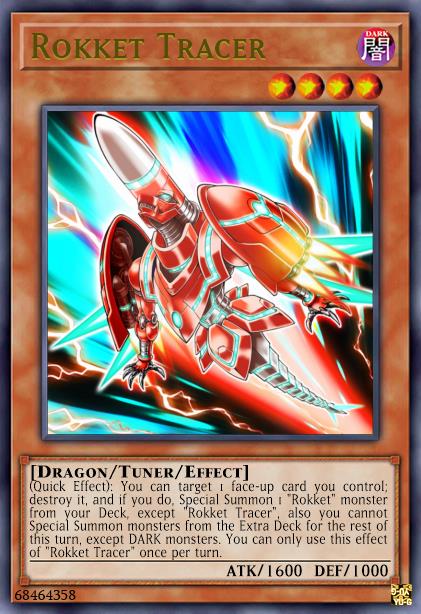 Rokket Tracer
DARK
闇
[Dragon/Tuner/Effect]
(Quick Effect): You can target 1 face-up card you control;
destroy it, and if you do, Special Summon 1 "Rokket" monster
from your Deck, except "Rokket Tracer", also you cannot
Special Summon monsters from the Extra Deck for the rest of
this turn, except DARK monsters. You can only use this effect
of "Rokket Tracer" once per turn.
ATK/1600 DEF/1000
68464358